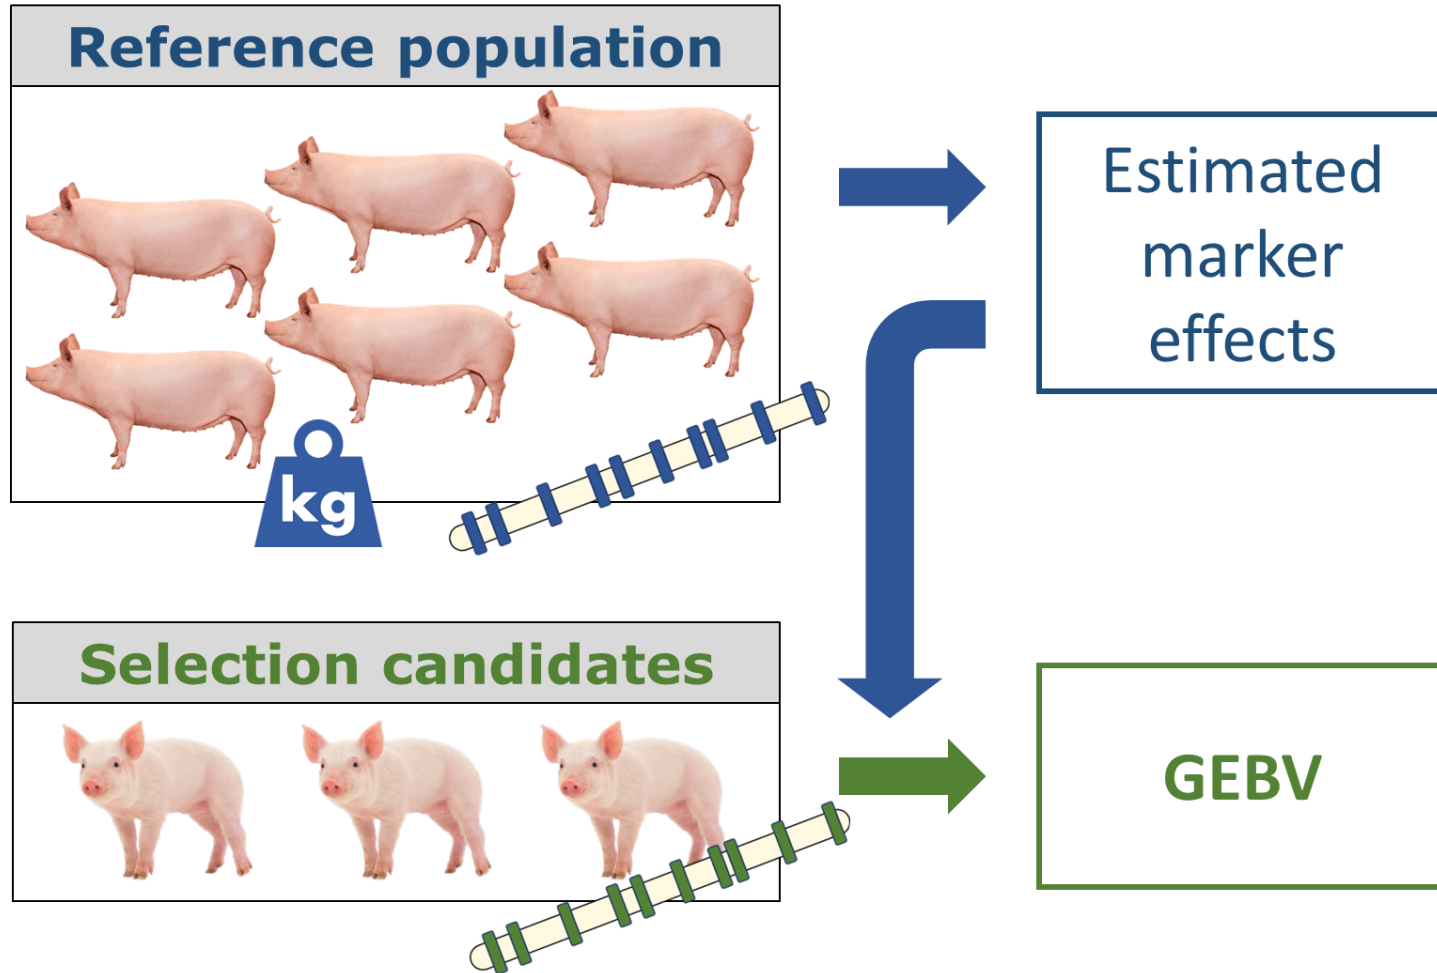 Reference population
Estimated
marker
effects
kg
Selection candidates
GEBV